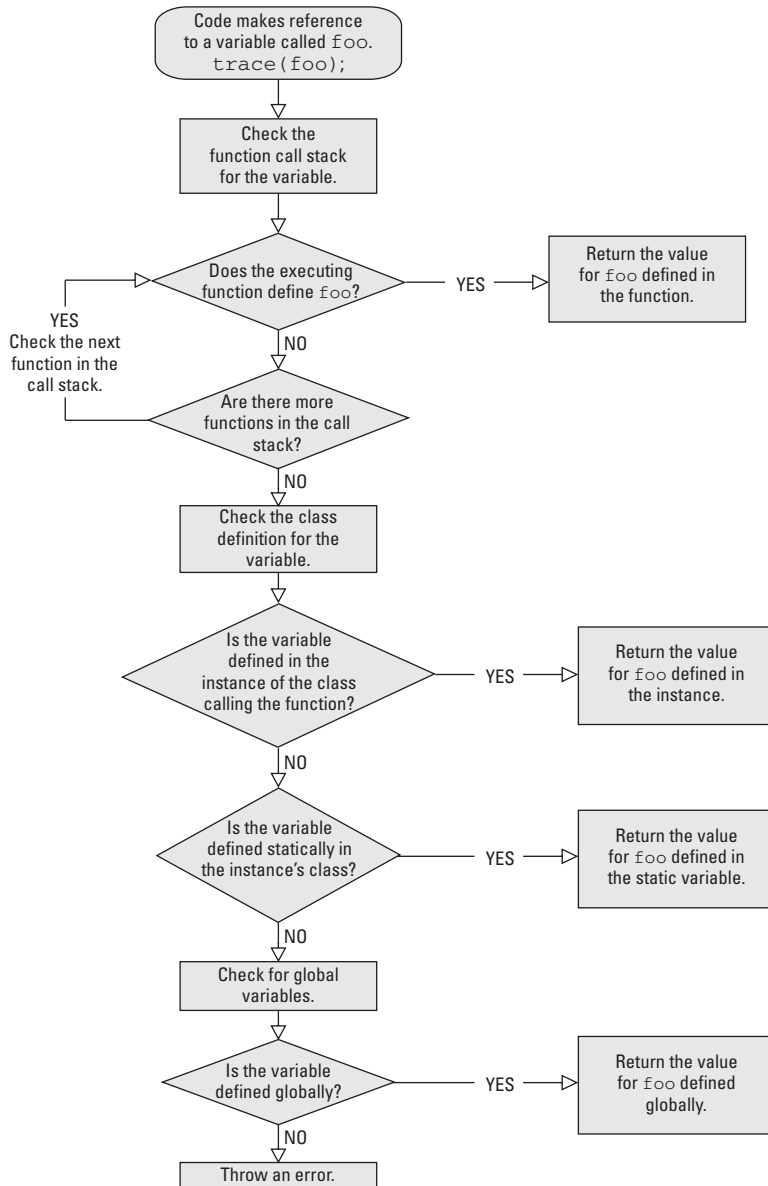 Code makes reference
to a variable called foo.
trace(foo);
Check the
function call stack
for the variable.
Does the executing
function define foo?
YES
Return the value
for foo defined in
the function.
YES
Check the next
function in the
call stack.
NO
Are there more
functions in the call
stack?
NO
Check the class
definition for the
variable.
Is the variable
defined in the
instance of the class
calling the function?
YES
Return the value
for foo defined in
the instance.
NO
Is the variable
defined statically in
the instance's class?
YES
Return the value
for foo defined in
the static variable.
NO
Check for global
variables.
Is the variable
defined globally?
YES
Return the value
for foo defined
globally.
NO
Throw an error.